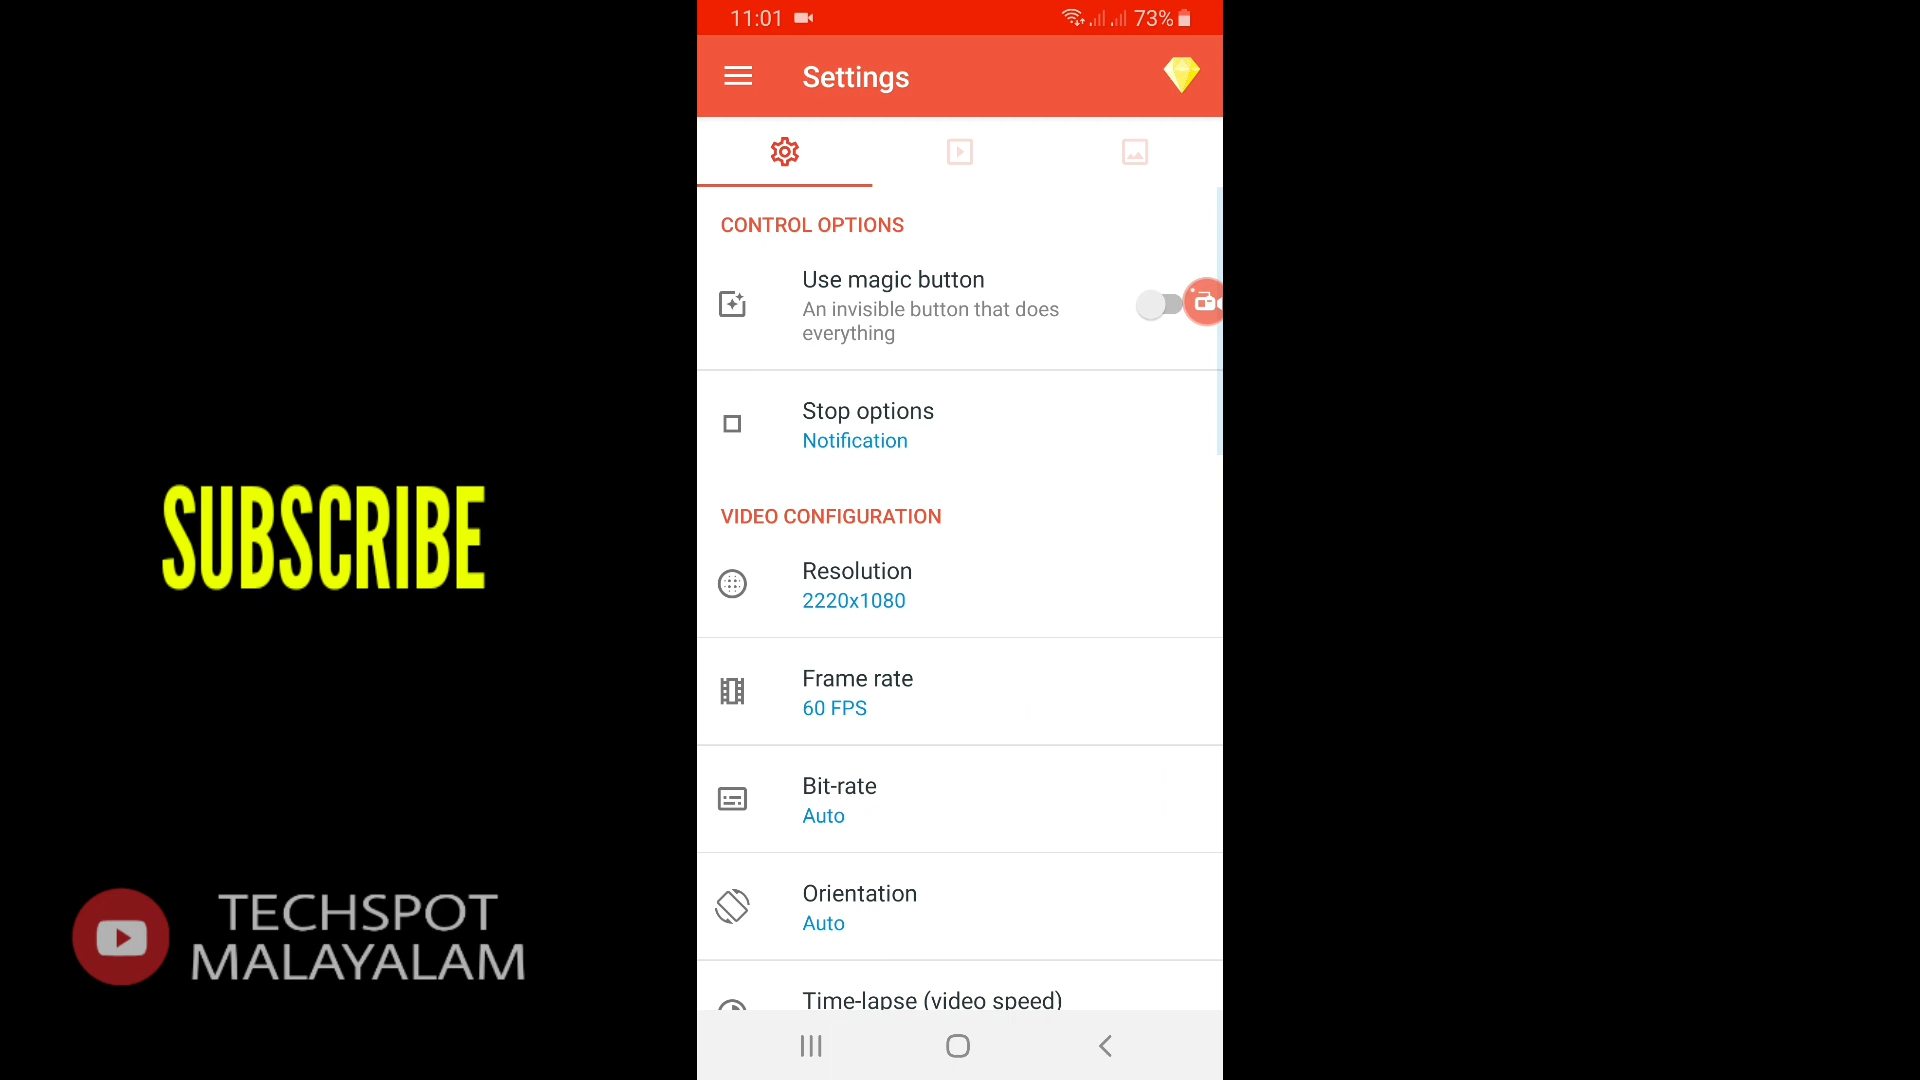 11:01
73%
Settings
CONTROL OPTIONS
Use magic button
An invisible button that does
everything
Stop options
Notification
VIDEO CONFIGURATION
Resolution
2220x1080
Frame rate
60 FPS
Bit-rate
Auto
Orientation
Auto
Time-lapse (video speed)
SUBSCRIBE
TECHSPOT
MALAYALAM